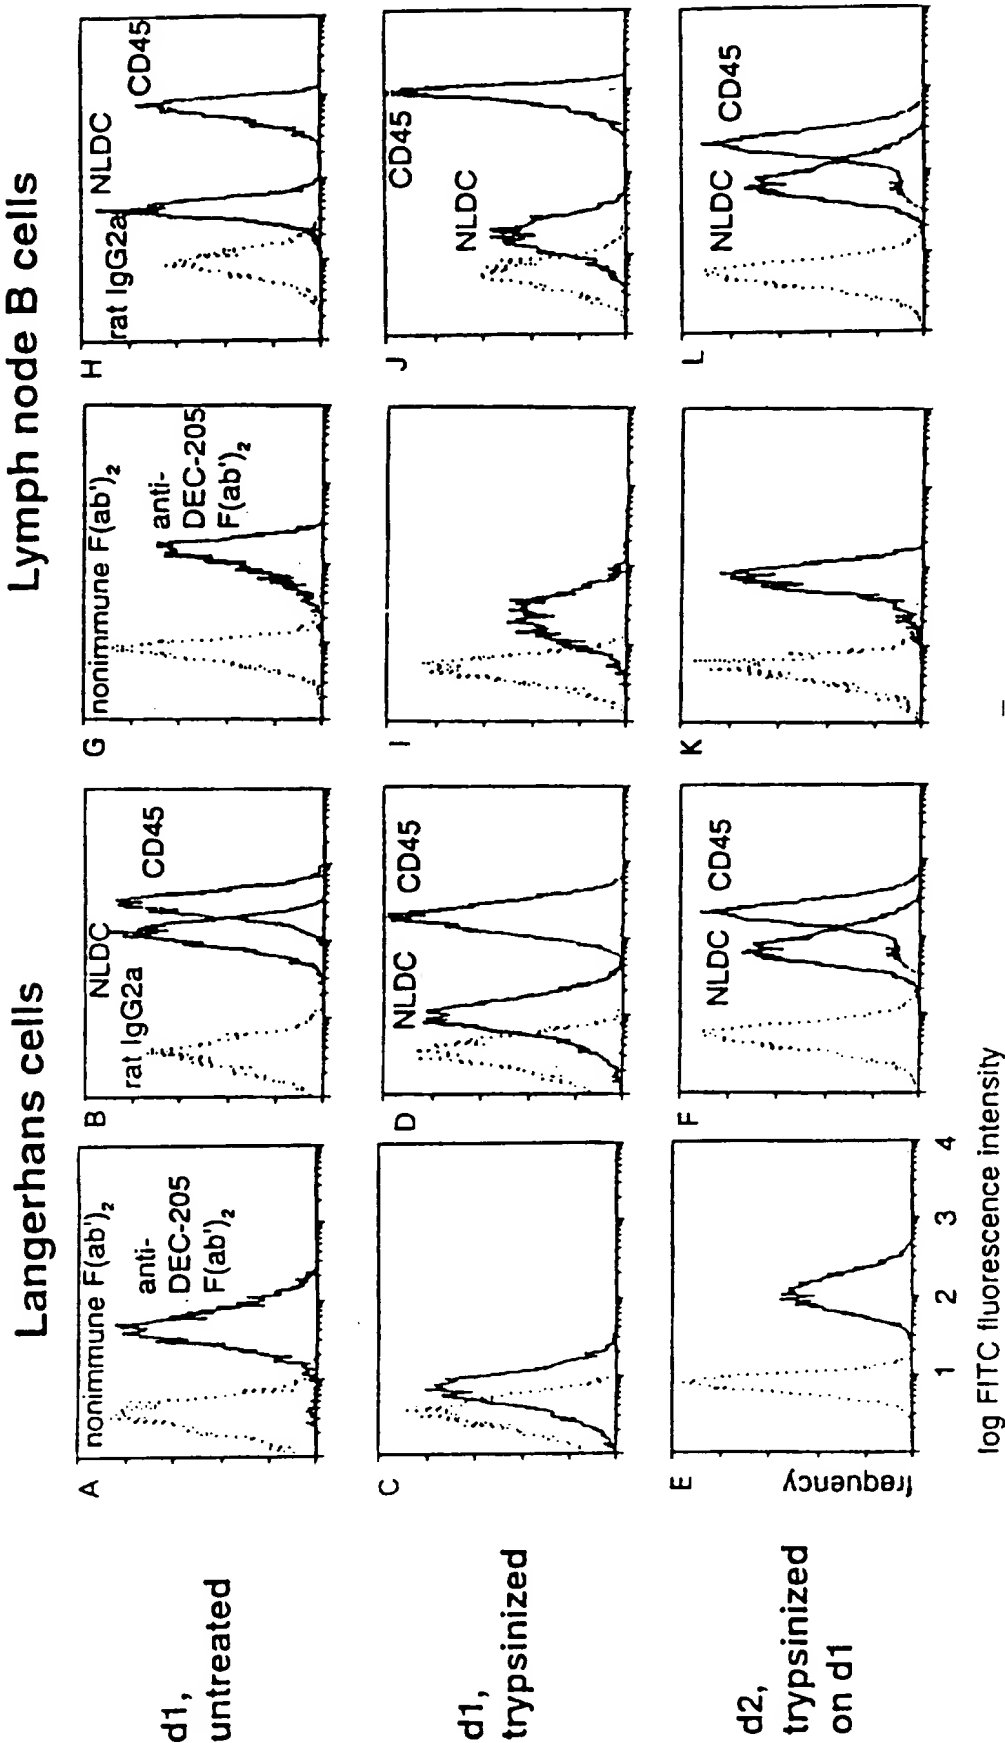 Langerhans cells
Lymph node B cells
d1,
untreated
A
nonimmune F(ab')₂
anti-
DEC-205
F(ab')₂
B
rat IgG2a
NLDC
CD45
G
nonimmune F(ab')₂
anti-
DEC-205
F(ab')₂
H
rat IgG2a
NLDC
CD45
d1,
trypsinized
C
D
NLDC
CD45
I
J
NLDC
CD45
d2,
trypsinized
on d1
E
frequency
1 2 3 4
log FITC fluorescence intensity
F
NLDC
CD45
K
L
NLDC
CD45